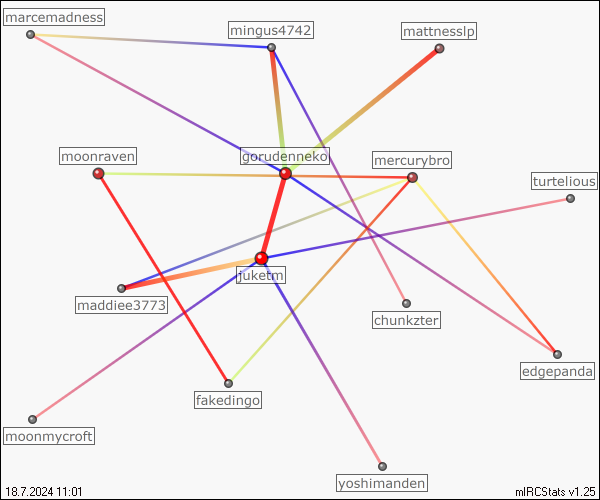 marcemadness
mingus4742
mattnesslp
moonraven
gorudenneko
mercurybro
turtelious
juketm
maddiee3773
chunkzter
edgepanda
fakedingo
moonmycroft
yoshimanden
18.7.2024 11:01
mIRCStats v1.25